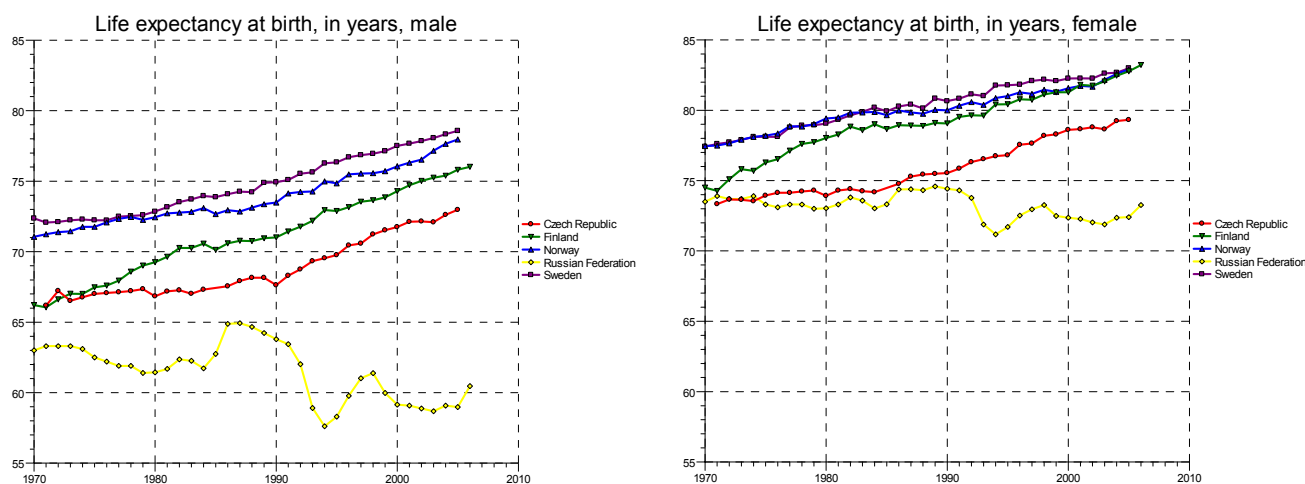 Life expectancy at birth, in years, male
85
80
75
70
65
60
55
1970
1980
1990
2000
2010
Czech Republic
Finland
Norway
Russian Federation
Sweden
Life expectancy at birth, in years, female
85
80
75
70
65
60
55
1970
1980
1990
2000
2010
Czech Republic
Finland
Norway
Russian Federation
Sweden